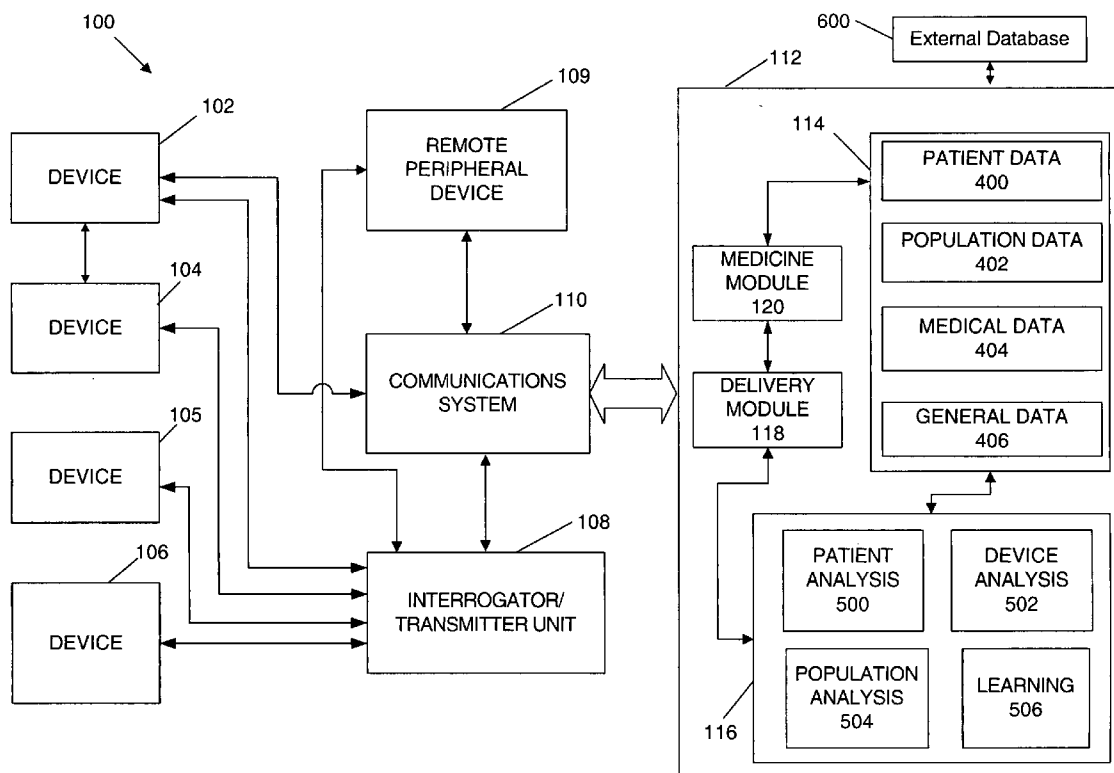 100
600
External Database
112
109
102
114
REMOTE
PERIPHERAL
DEVICE
DEVICE
PATIENT DATA
400
POPULATION DATA
402
MEDICINE
MODULE
120
104
110
DEVICE
MEDICAL DATA
404
COMMUNICATIONS
SYSTEM
DELIVERY
MODULE
118
GENERAL DATA
406
105
DEVICE
108
106
PATIENT
ANALYSIS
500
DEVICE
ANALYSIS
502
INTERROGATOR/
TRANSMITTER UNIT
DEVICE
POPULATION
ANALYSIS
504
LEARNING
506
116